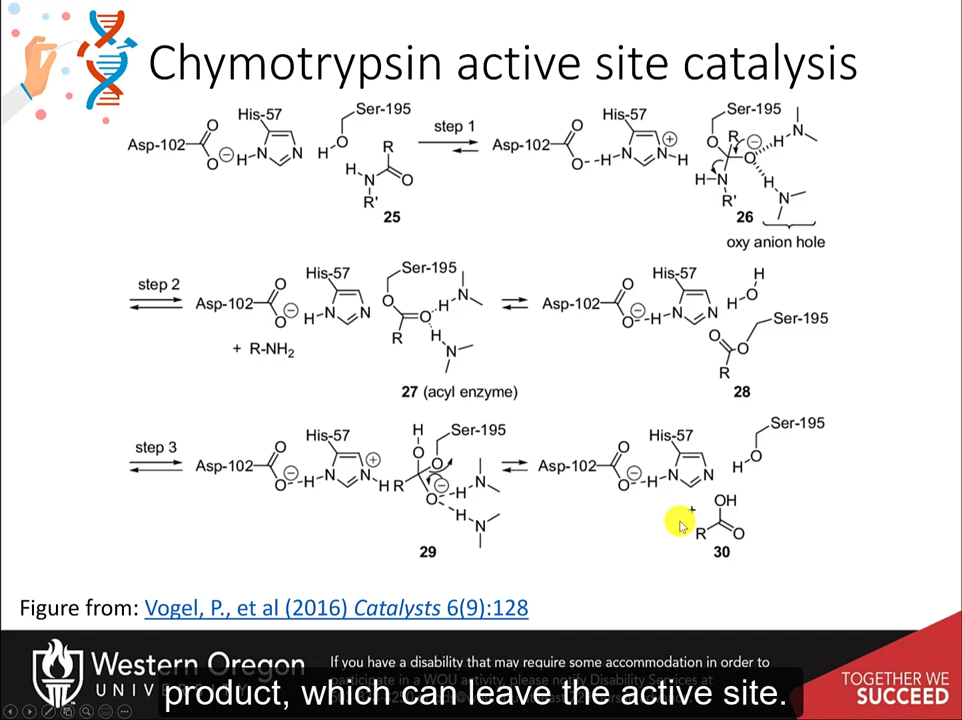 Chymotrypsin active site catalysis
Asp-102 O O ⊖ H N N His-57 H O Ser-195 R H N O R' 25
step 1
Asp-102 O O H N N ⊕ H His-57 Ser-195 O R ⊖ O H N H N H-N R' 26
oxy anion hole
step 2
Asp-102 O O ⊖ H N N His-57 Ser-195 O O R H N H N
+ R-NH₂
27 (acyl enzyme)
Asp-102 O O ⊖ H N N His-57 H O H Ser-195 O O R 28
step 3
Asp-102 O O ⊖ H N N ⊕ H His-57 H O Ser-195 O R ⊖ O H N H N 29
Asp-102 O O ⊖ H N N His-57 Ser-195 H O + OH R O 30
Figure from: Vogel, P., et al (2016) Catalysts 6(9):128
Western Oregon
UNIV
If you have a disability that may require some accommodation in order to
TOGETHER WE
SUCCEED
product, which can leave the active site.